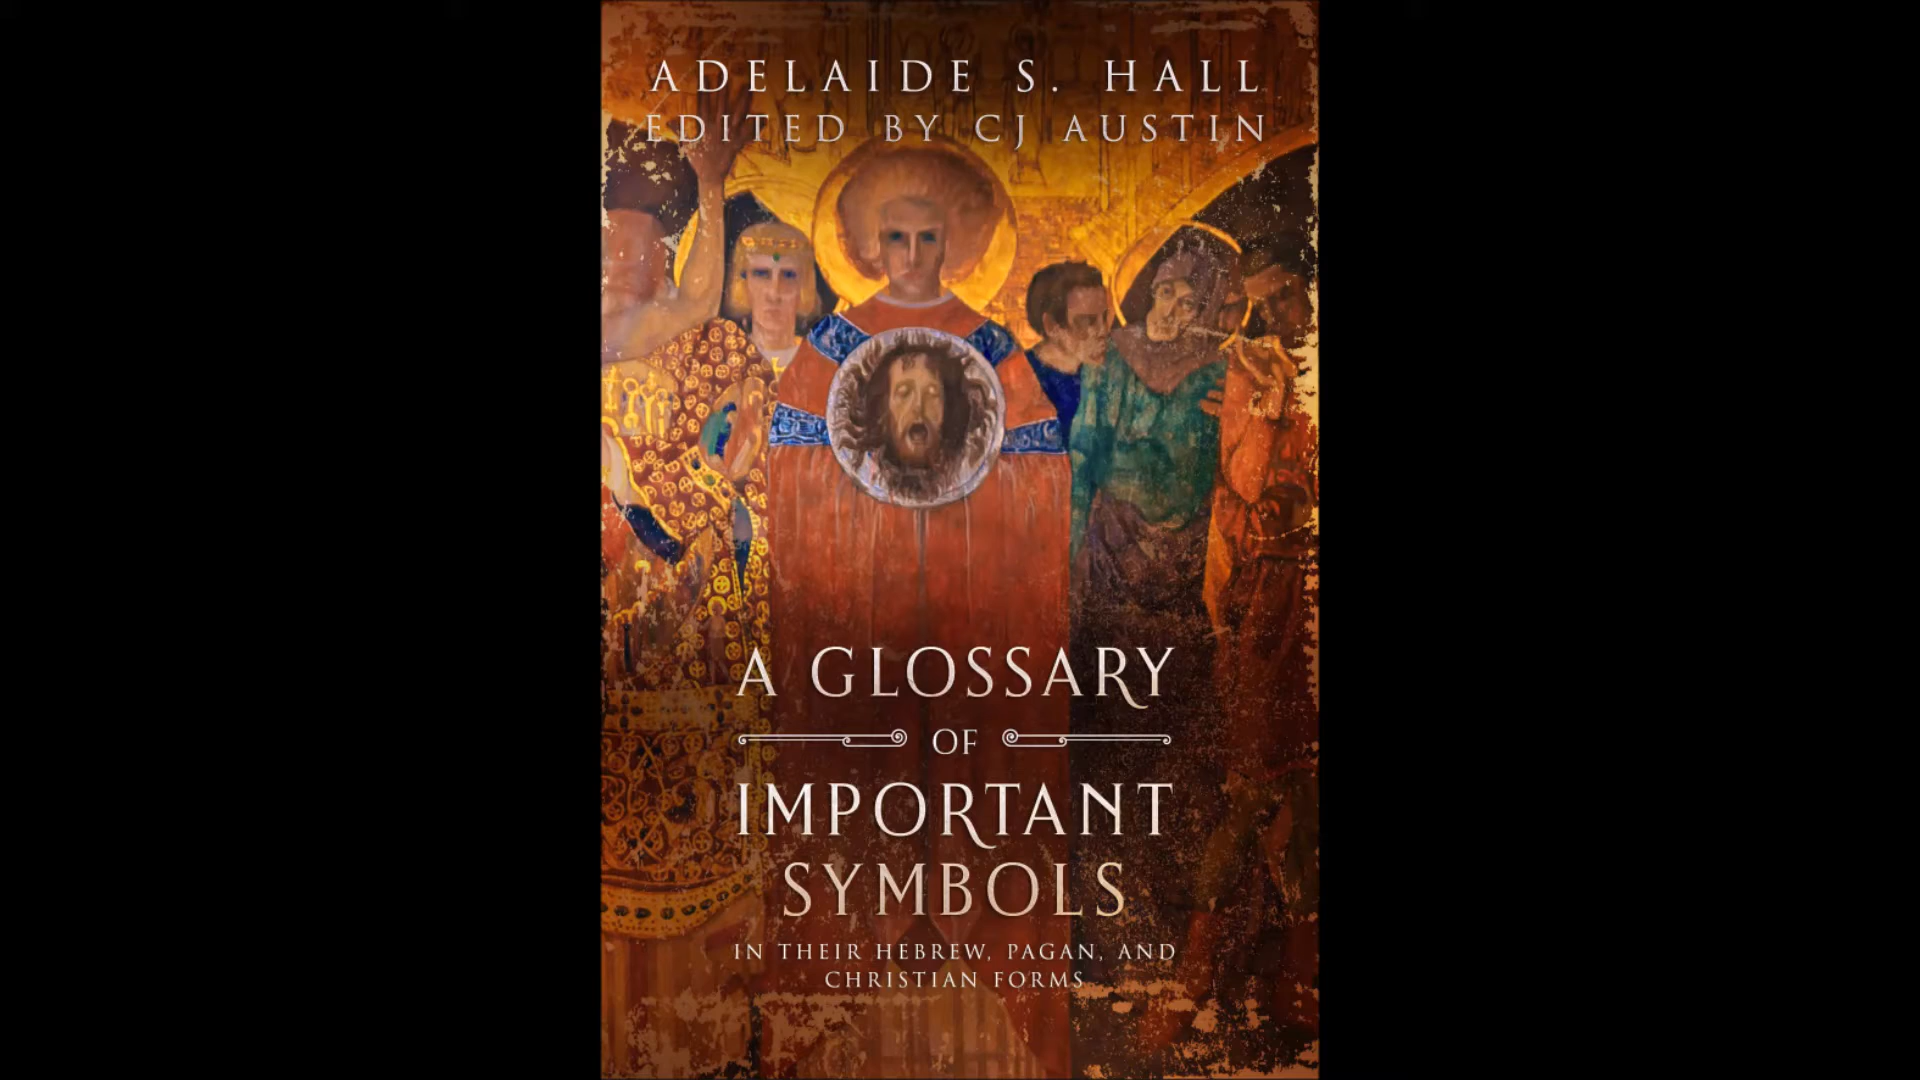 ADELAIDE S. HALL
EDITED BY CJ AUSTIN
A GLOSSARY
OF
IMPORTANT
SYMBOLS
IN THEIR HEBREW, PAGAN, AND
CHRISTIAN FORMS